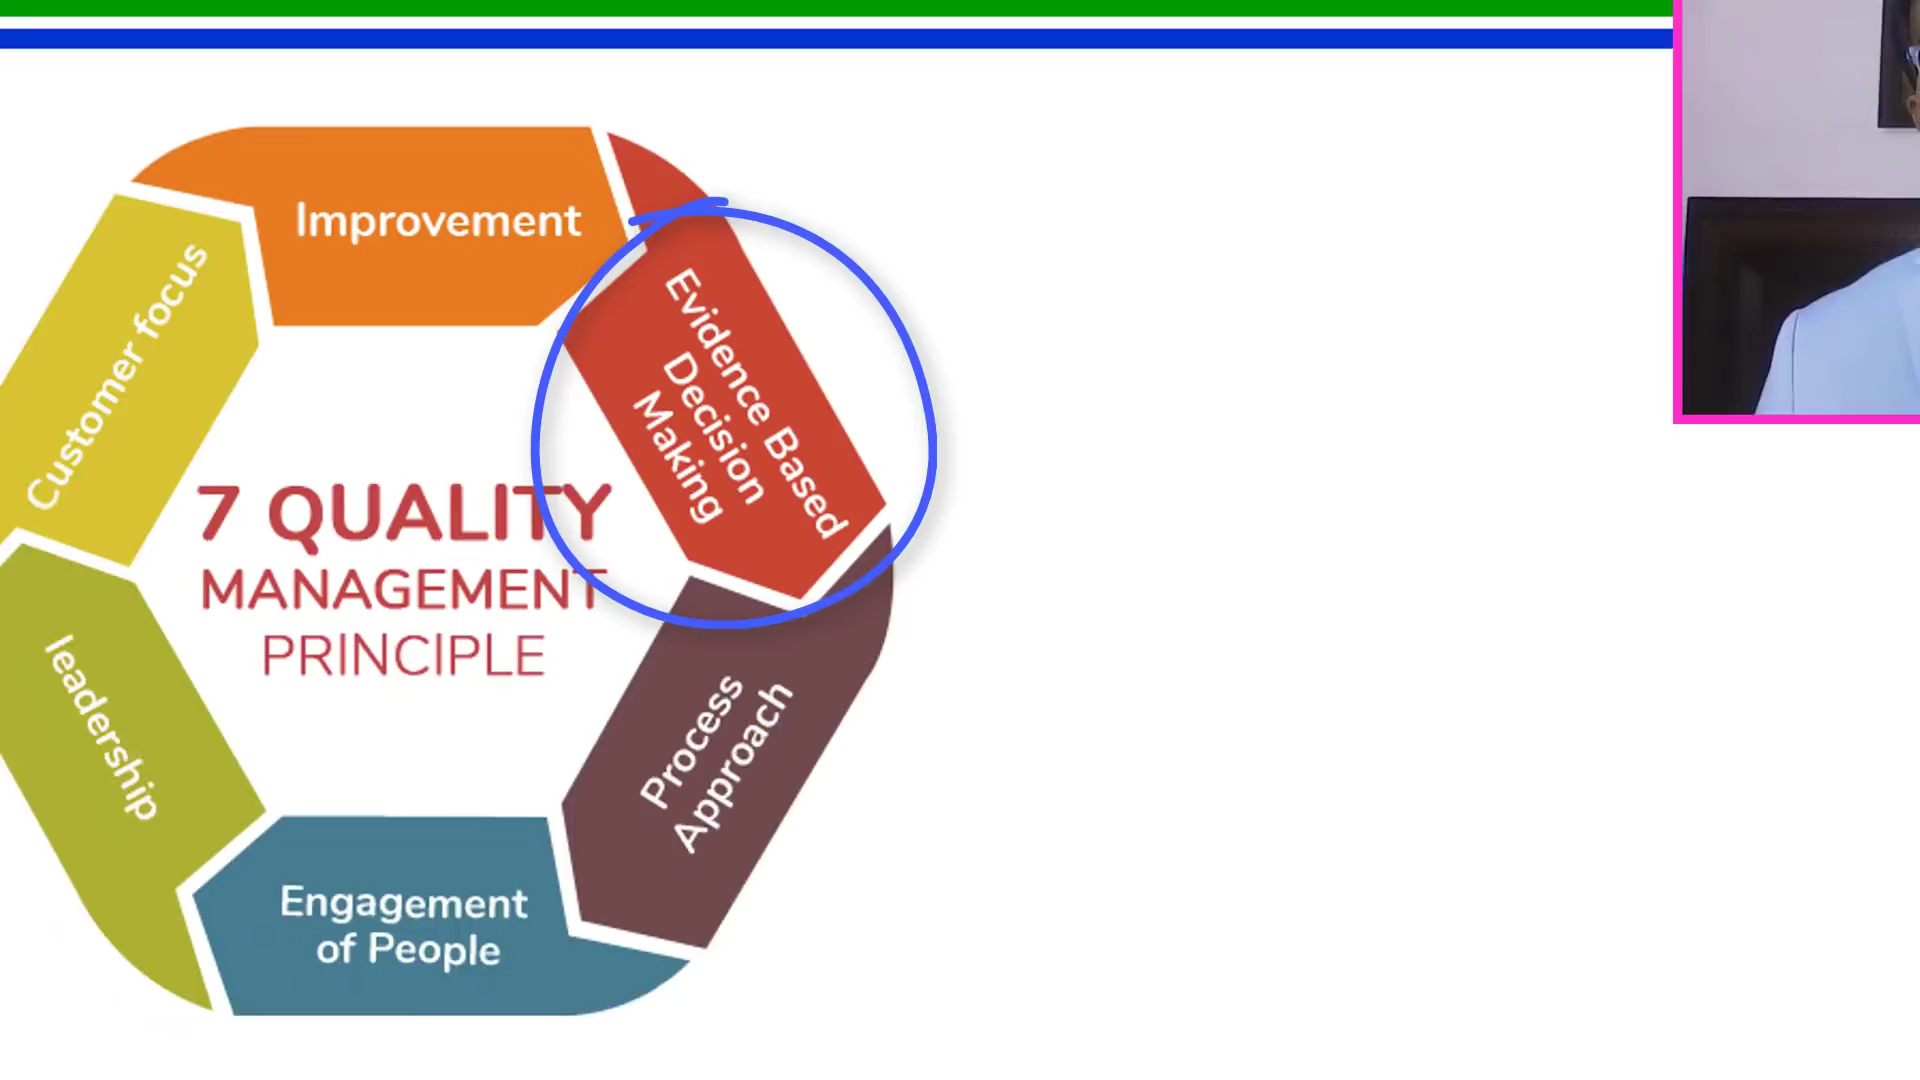 Improvement
Evidence Based
Decision
Making
Customer focus
7 QUALITY
MANAGEMENT
PRINCIPLE
leadership
Process
Approach
Engagement
of People